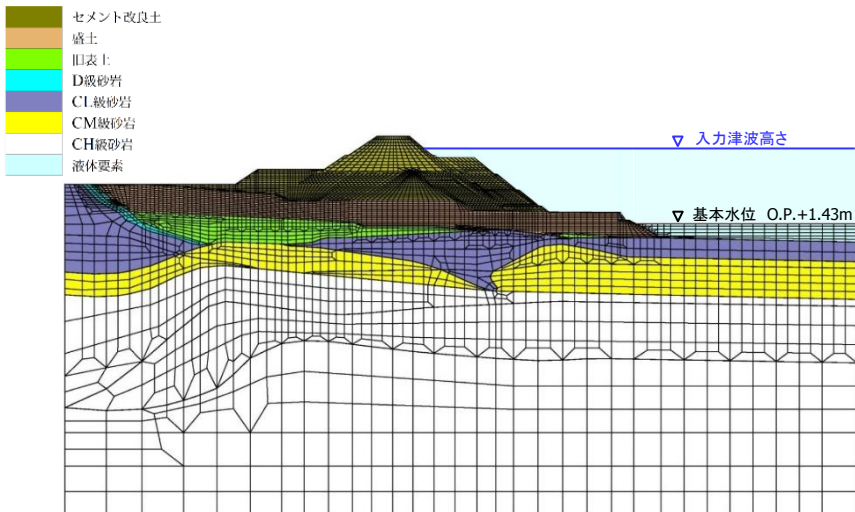 セメント改良土
盛土
旧表土
D級砂岩
CL級砂岩
CM級砂岩
CH級砂岩
液体要素
▽ 入力津波高さ
▽ 基本水位 O.P.+1.43m